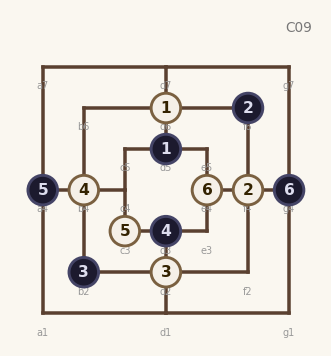 C09
a7 d7 g7
1 2
b6 d6 f6
1
c5 d5 e5
5 4 6 2 6
a4 b4 c4 e4 g4
5 4
c3 d3 e3
3 3
b2 d2 f2
a1 d1 g1